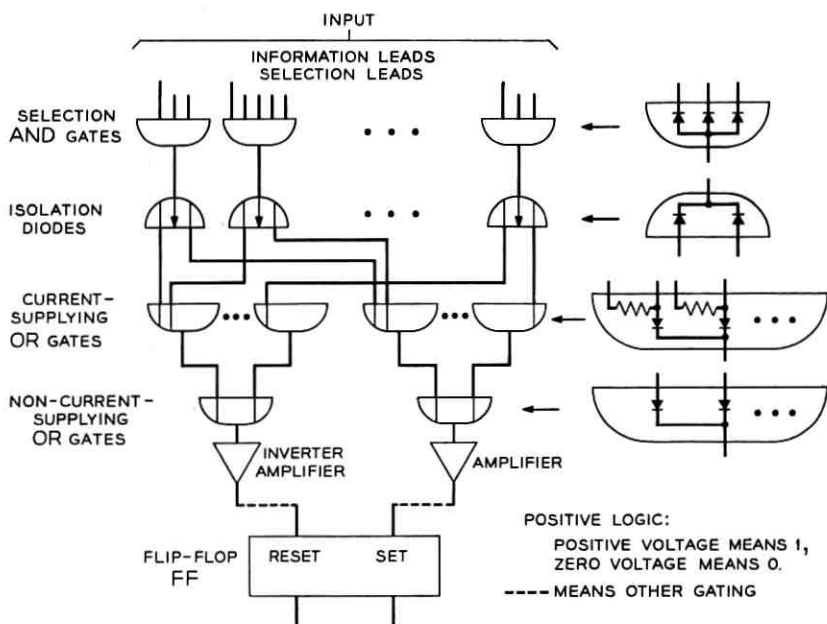 INPUT
INFORMATION LEADS
SELECTION LEADS
SELECTION
AND GATES
ISOLATION
DIODES
CURRENT-
SUPPLYING
OR GATES
NON-CURRENT-
SUPPLYING
OR GATES
INVERTER
AMPLIFIER
AMPLIFIER
FLIP-FLOP
FF
RESET SET
POSITIVE LOGIC:
POSITIVE VOLTAGE MEANS 1,
ZERO VOLTAGE MEANS 0.
---- MEANS OTHER GATING